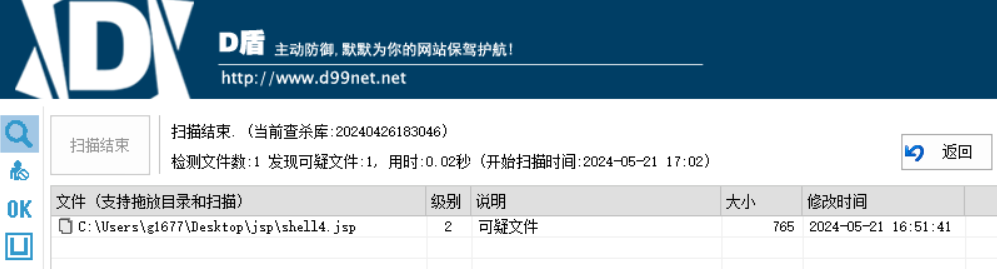 D
D盾 主动防御,默默为你的网站保驾护航!
http://www.d99net.net
扫描结束
扫描结束. (当前查杀库:20240426183046)
检测文件数:1 发现可疑文件:1, 用时:0.02秒 (开始扫描时间:2024-05-21 17:02)
返回
OK
文件 (支持拖放目录和扫描) 级别 说明 大小 修改时间
C:\Users\g1677\Desktop\jsp\shell4.jsp 2 可疑文件 765 2024-05-21 16:51:41